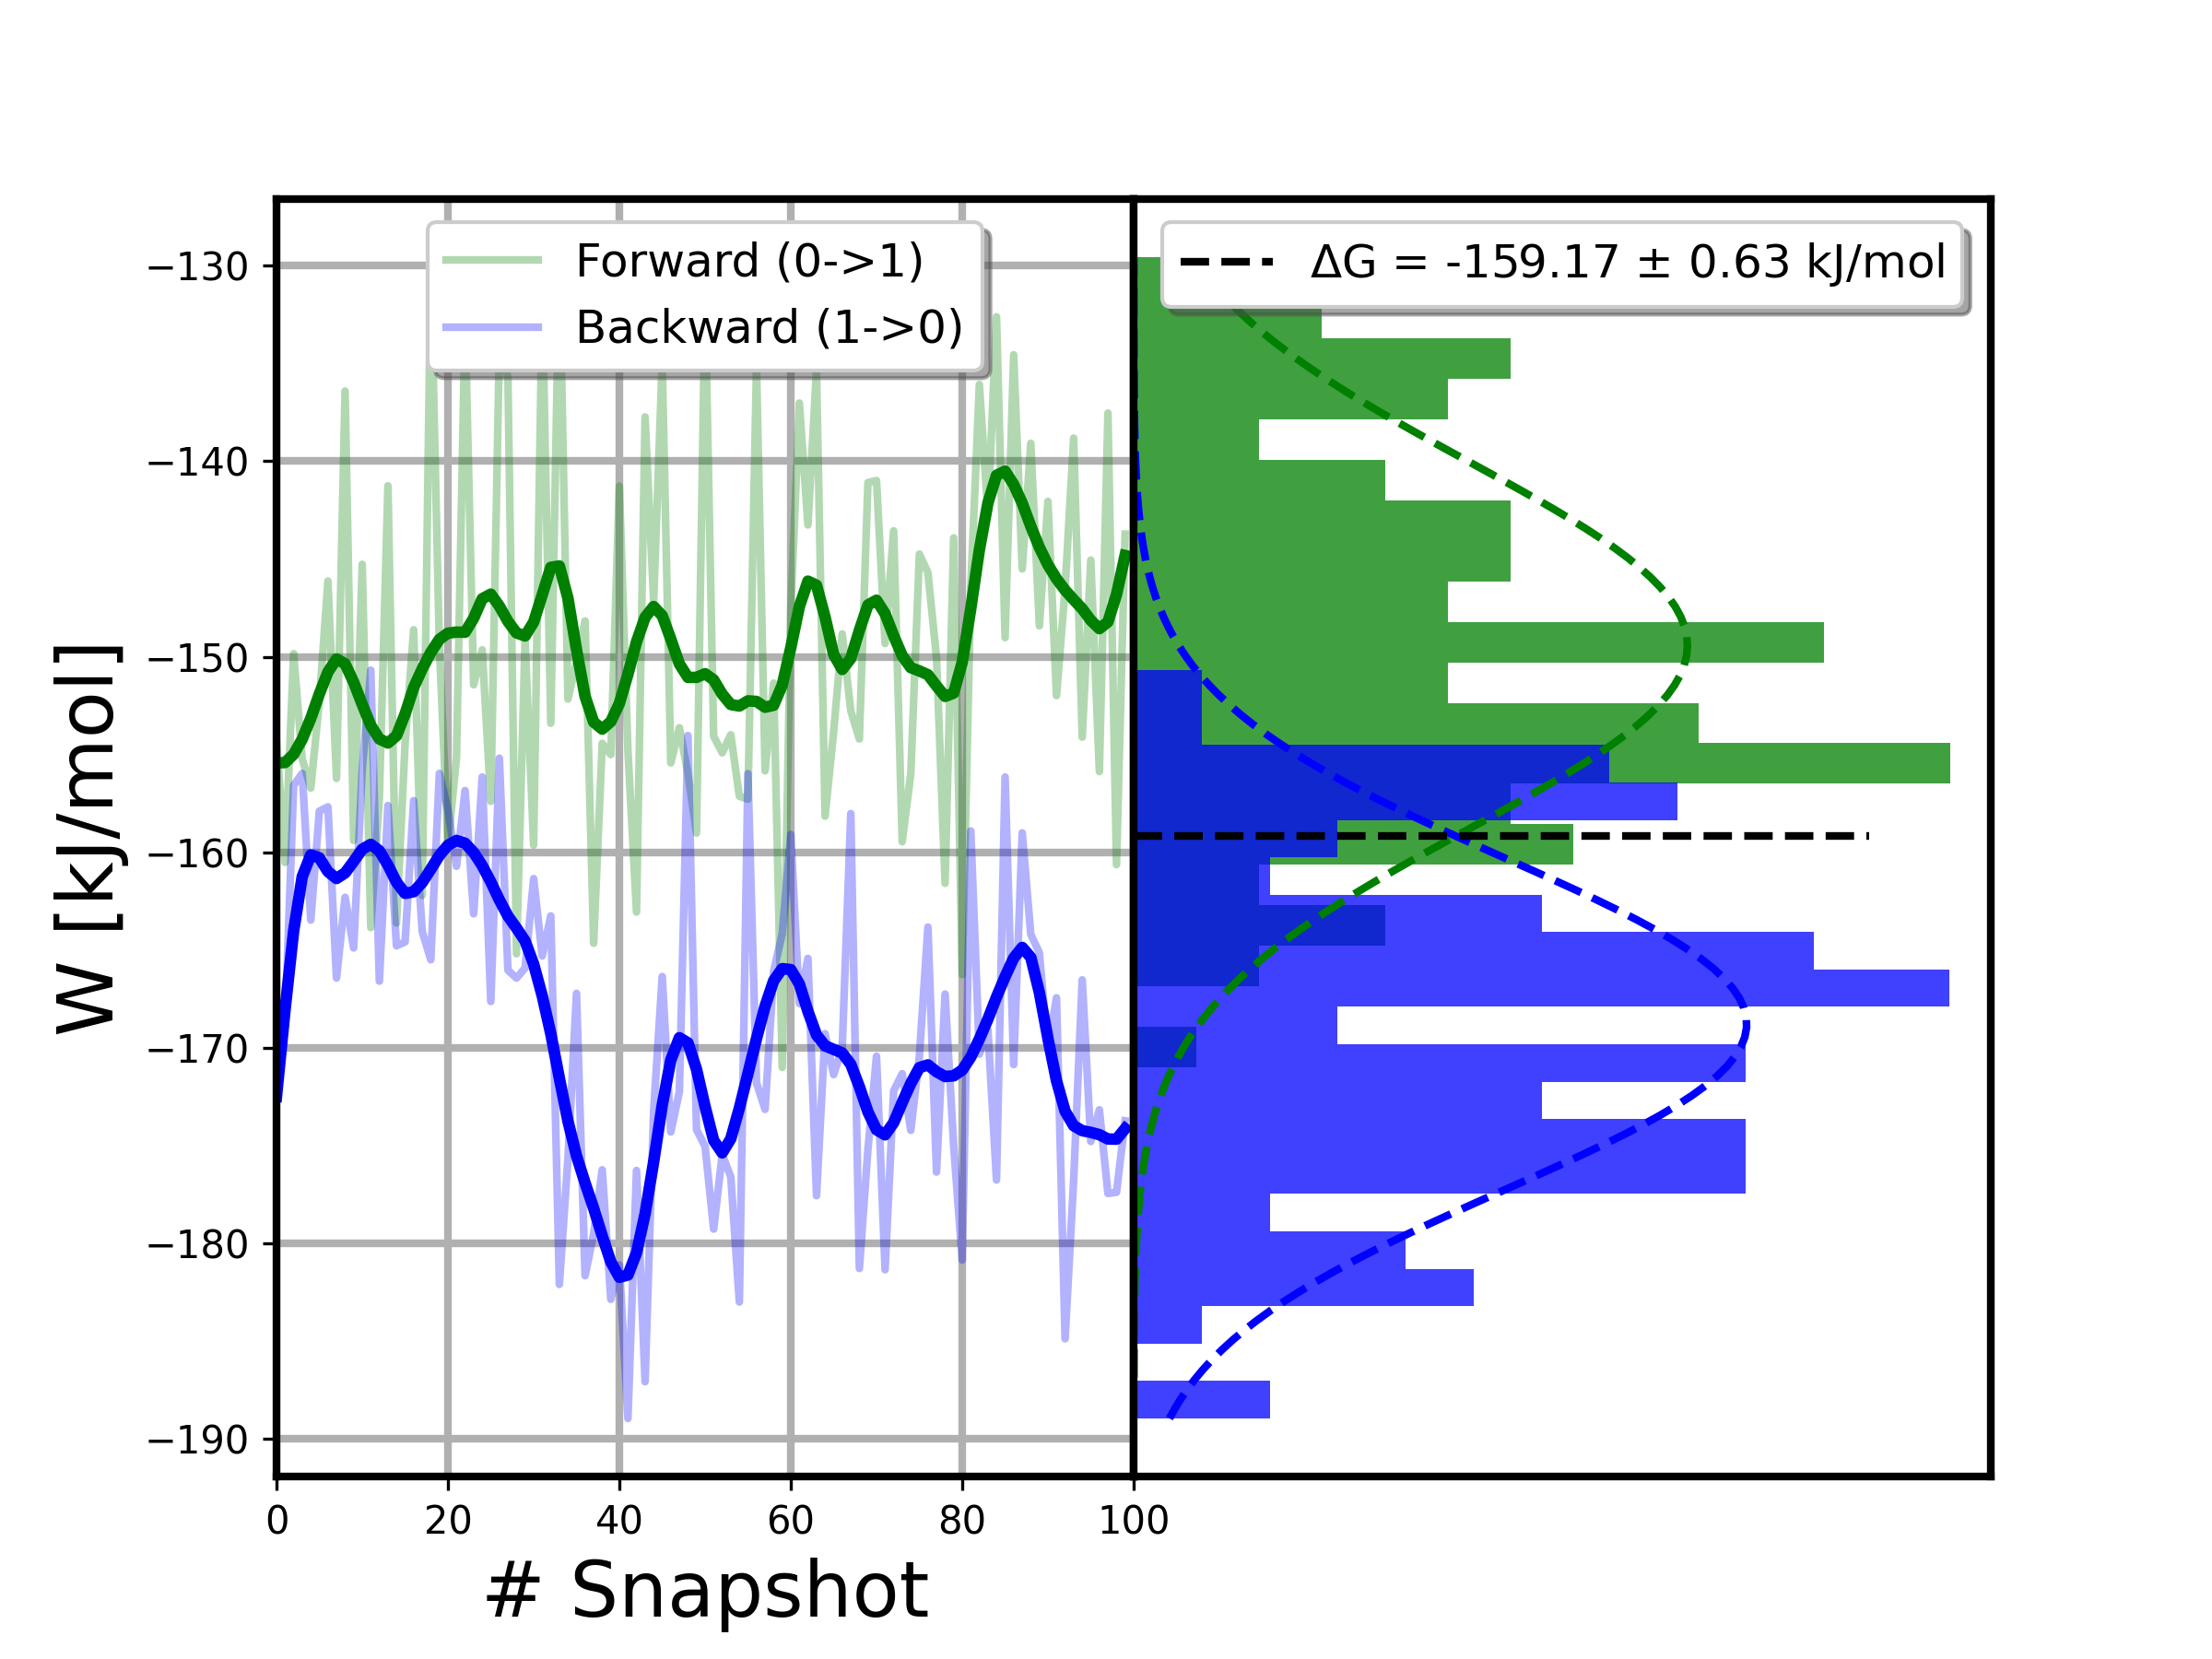 Forward (0->1)
Backward (1->0)
ΔG = -159.17 ± 0.63 kJ/mol
W [kJ/mol]
−130
−140
−150
−160
−170
−180
−190
0 20 40 60 80 100
# Snapshot